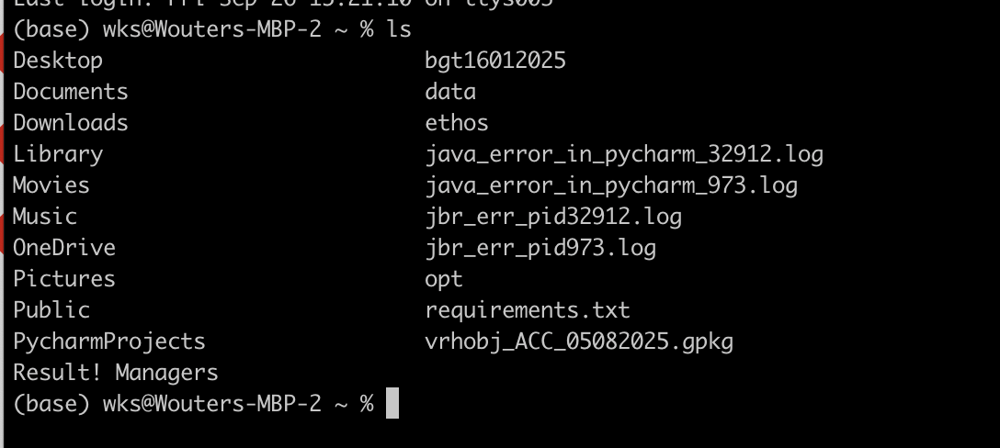 (base) wks@Wouters-MBP-2 ~ % ls
Desktop bgt16012025
Documents data
Downloads ethos
Library java_error_in_pycharm_32912.log
Movies java_error_in_pycharm_973.log
Music jbr_err_pid32912.log
OneDrive jbr_err_pid973.log
Pictures opt
Public requirements.txt
PycharmProjects vrhobj_ACC_05082025.gpkg
Result! Managers
(base) wks@Wouters-MBP-2 ~ %